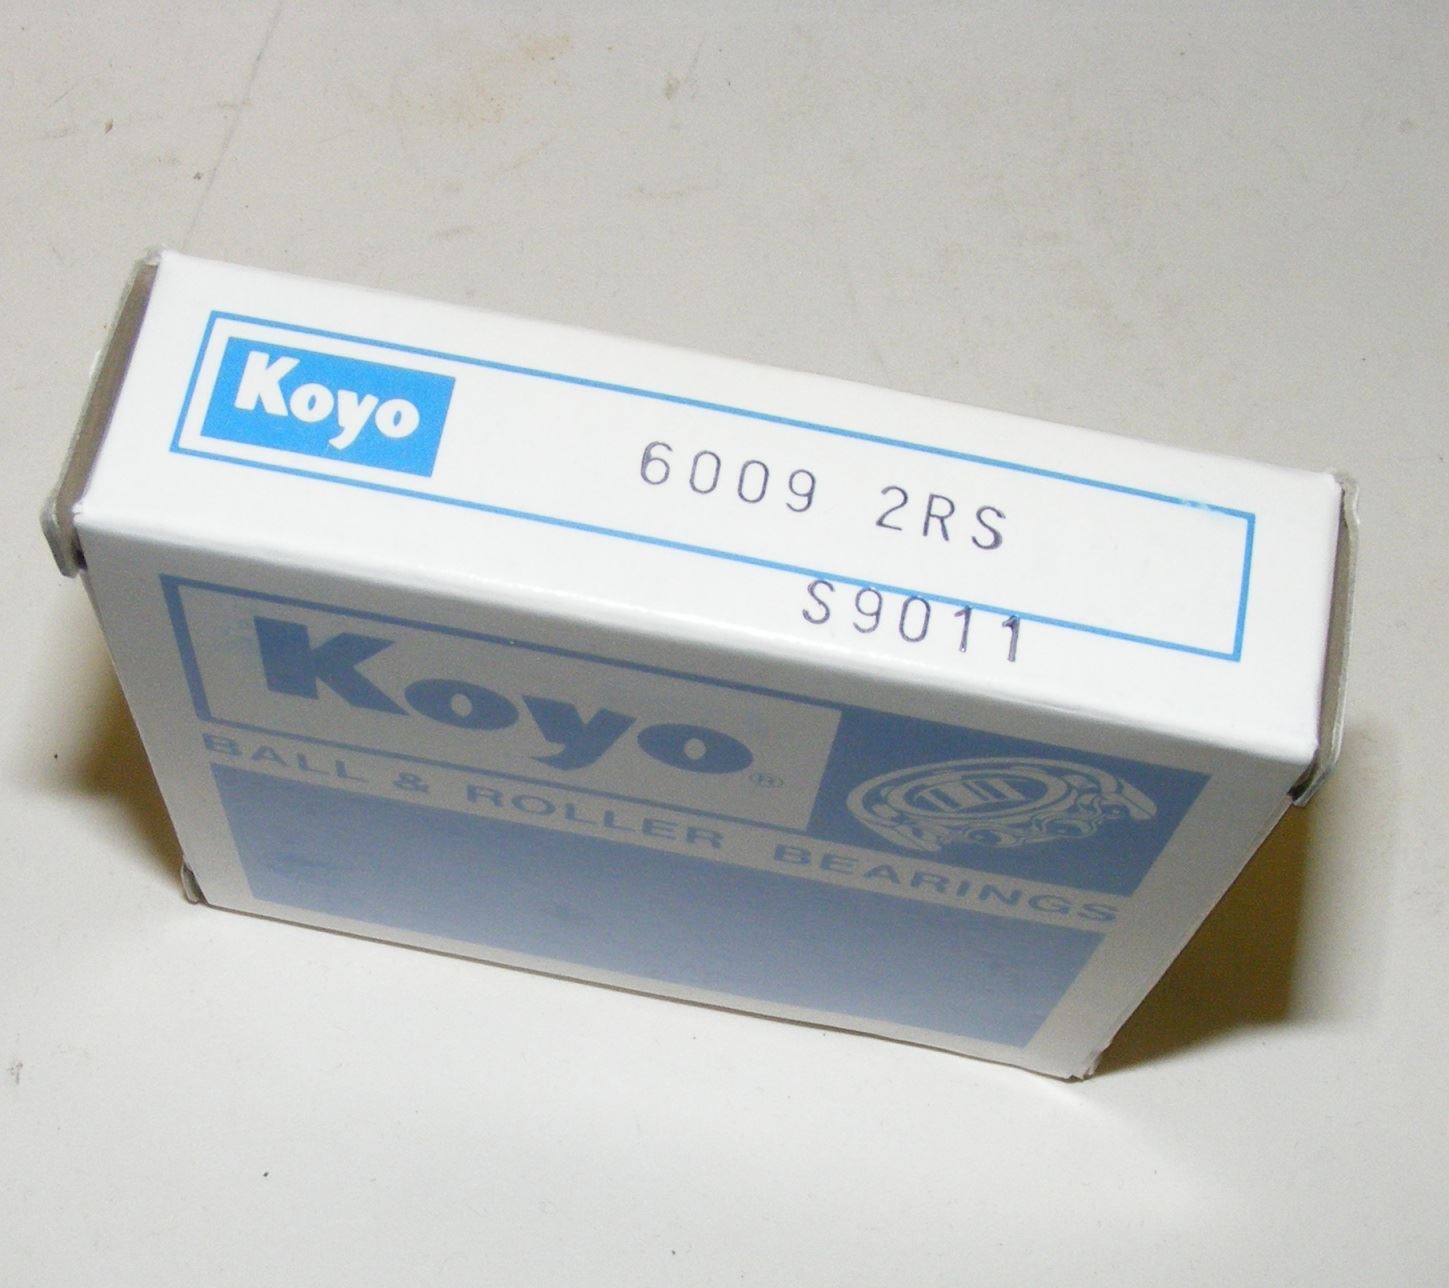 Koyo
6009 2RS
S9011
Koyo®
BALL & ROLLER BEARINGS